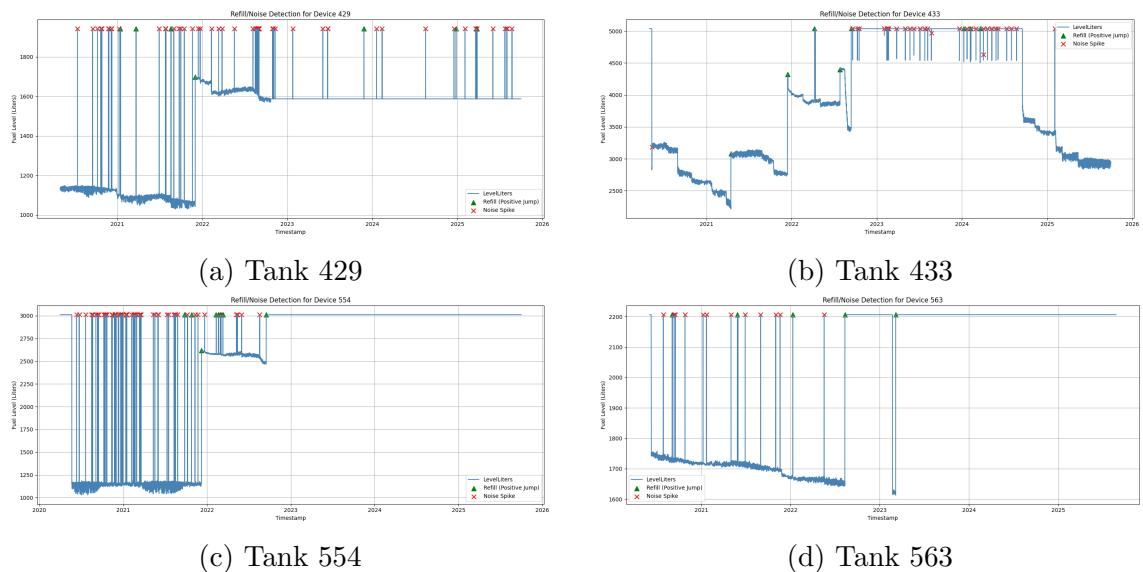 Refill/Noise Detection for Device 429
Fuel Level (Liters)
1800
1600
1400
1200
1000
2021
2022
2023
2024
2025
2026
Timestamp
LevelLiters
Refill (Positive Jump)
Noise Spike
(a) Tank 429
Refill/Noise Detection for Device 433
Fuel Level (Liters)
5000
4500
4000
3500
3000
2500
2021
2022
2023
2024
2025
2026
Timestamp
LevelLiters
Refill (Positive Jump)
Noise Spike
(b) Tank 433
Refill/Noise Detection for Device 554
Fuel Level (Liters)
3000
2750
2500
2250
2000
1750
1500
1250
1000
2020
2021
2022
2023
2024
2025
2026
Timestamp
LevelLiters
Refill (Positive Jump)
Noise Spike
(c) Tank 554
Refill/Noise Detection for Device 563
Fuel Level (Liters)
2200
2100
2000
1900
1800
1700
1600
2021
2022
2023
2024
2025
2026
Timestamp
LevelLiters
Refill (Positive Jump)
Noise Spike
(d) Tank 563